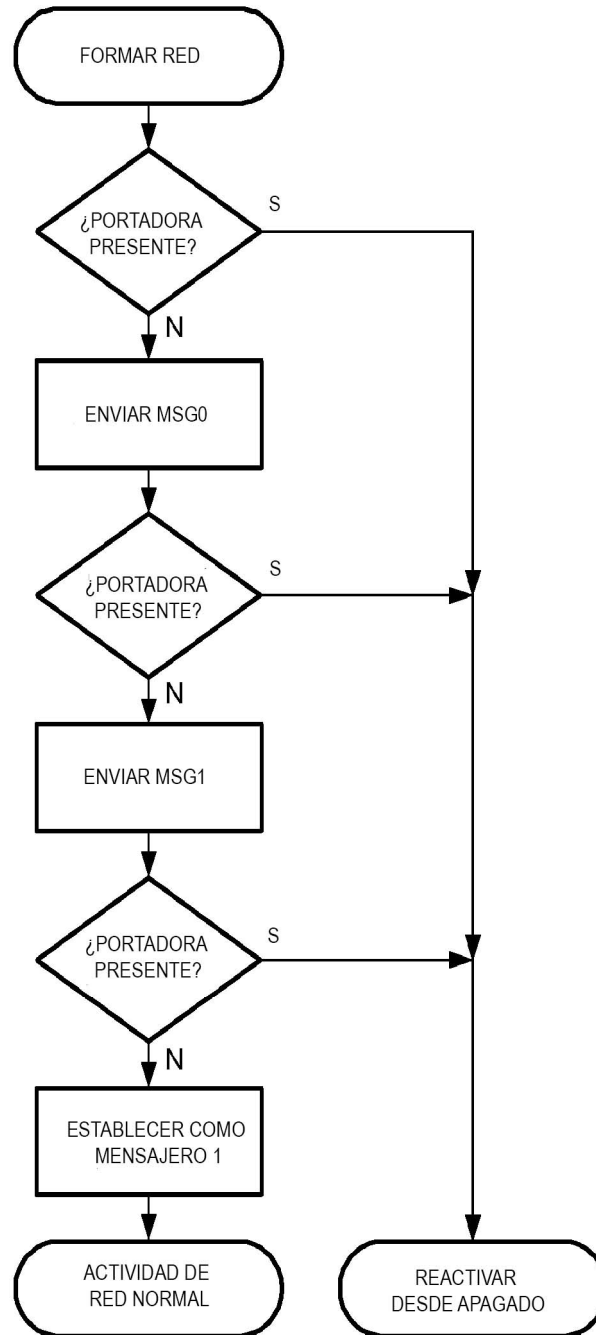 FORMAR RED
¿PORTADORA
PRESENTE?
S
N
ENVIAR MSG0
¿PORTADORA
PRESENTE?
S
N
ENVIAR MSG1
¿PORTADORA
PRESENTE?
S
N
ESTABLECER COMO
MENSAJERO 1
ACTIVIDAD DE
RED NORMAL
REACTIVAR
DESDE APAGADO